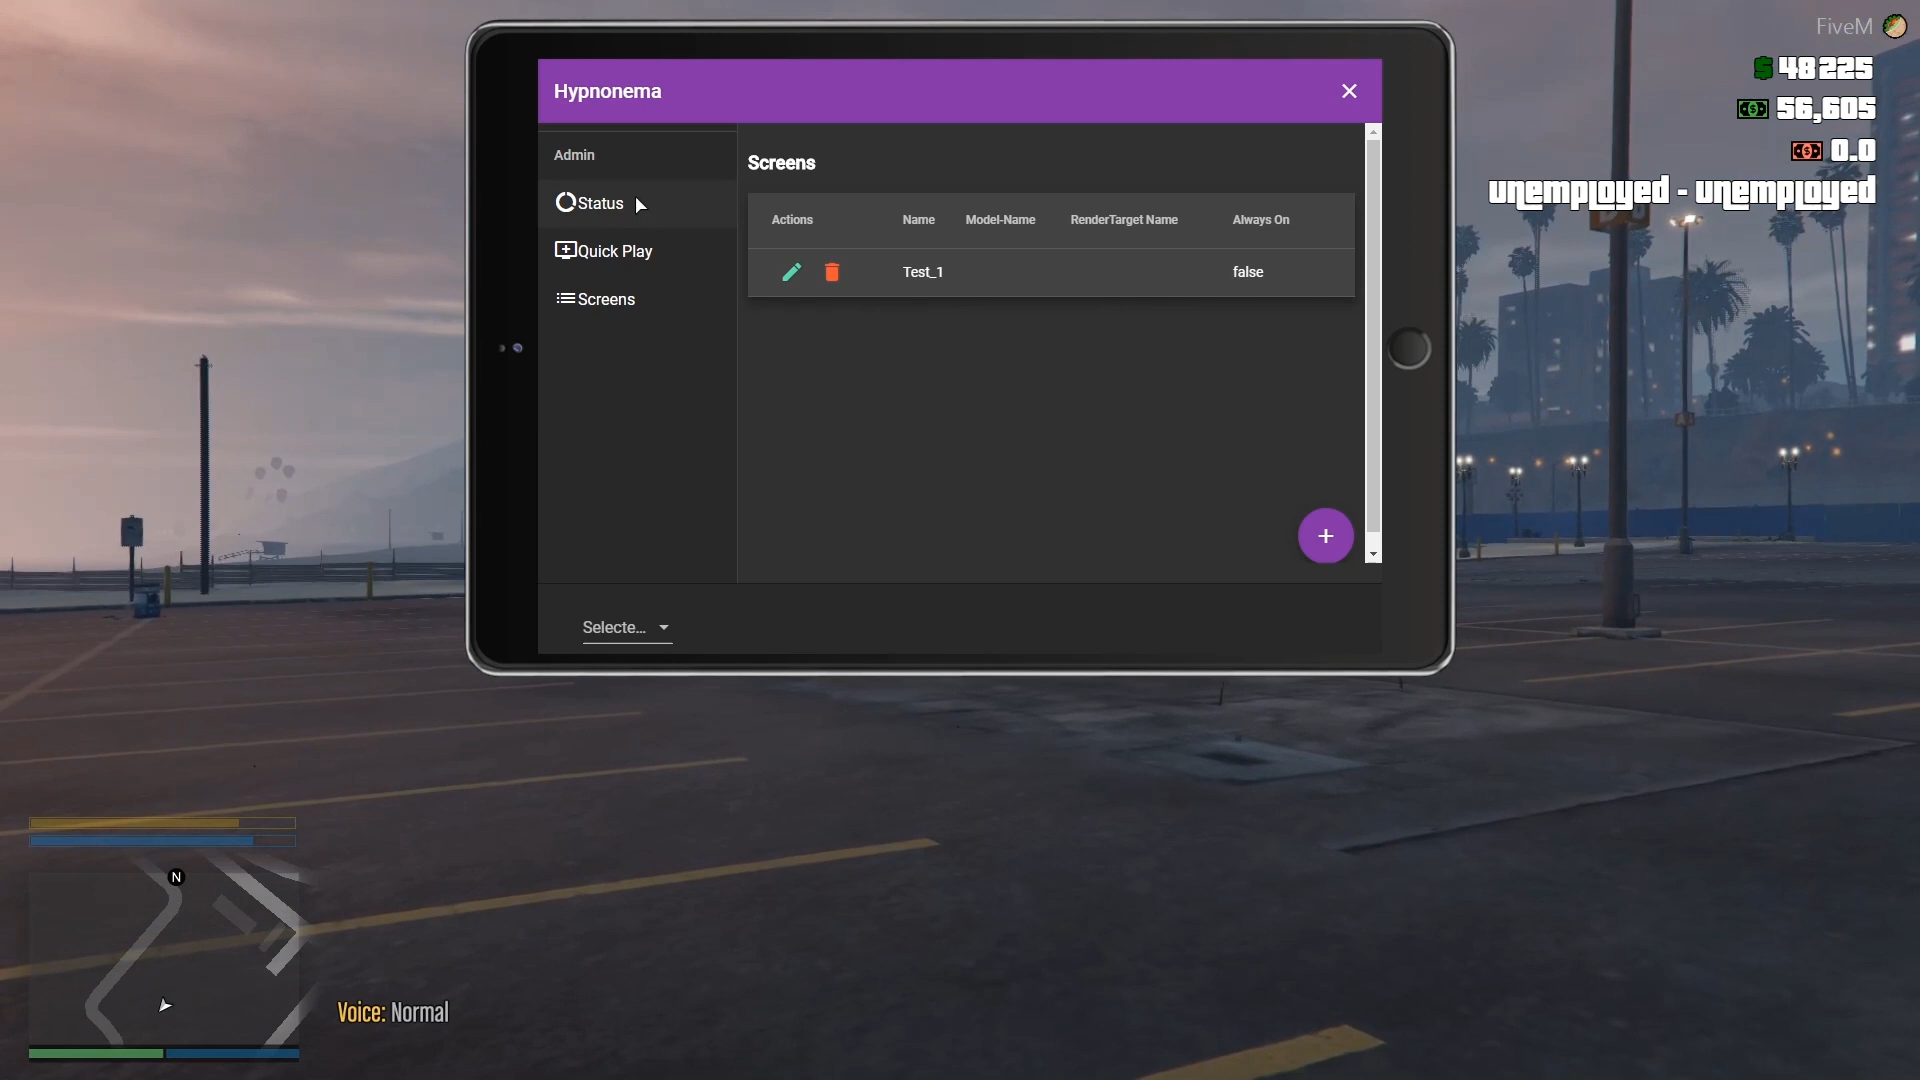 FiveM
$ 48225
56,605
0.0
unemployed - unemployed
Hypnonema
Admin
Status
Quick Play
Screens
Screens
Actions Name Model-Name RenderTarget Name Always On
Test_1 false
+
Selecte...
N
Voice: Normal